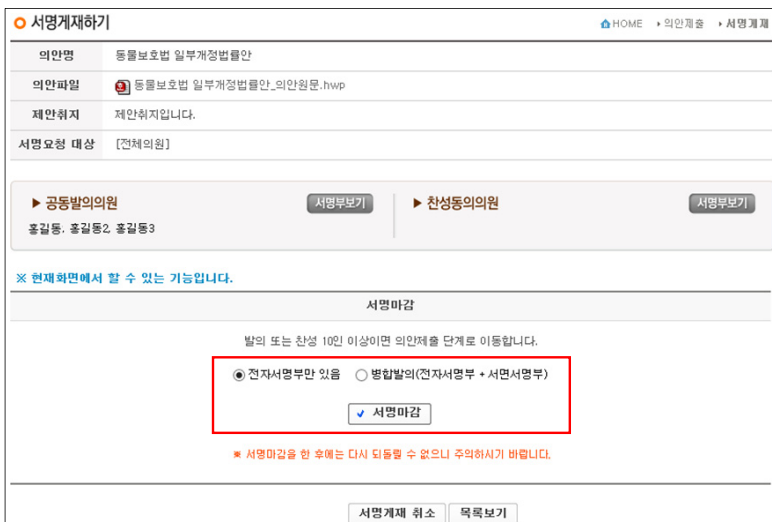 서명게재하기
HOME ▸ 의안제출 ▸ 서명게재
의안명 동물보호법 일부개정법률안
의안파일 동물보호법 일부개정법률안_의안원문.hwp
제안취지 제안취지입니다.
서명요청 대상 [전체의원]
▶ 공동발의의원 서명부보기 ▶ 찬성동의의원 서명부보기
홍길동, 홍길동2, 홍길동3
※ 현재화면에서 할 수 있는 기능입니다.
서명마감
발의 또는 찬성 10인 이상이면 의안제출 단계로 이동합니다.
전자서명부만 있음 병합발의(전자서명부 + 서면서명부)
서명마감
※ 서명마감을 한 후에는 다시 되돌릴 수 없으니 주의하시기 바랍니다.
서명게재 취소 목록보기